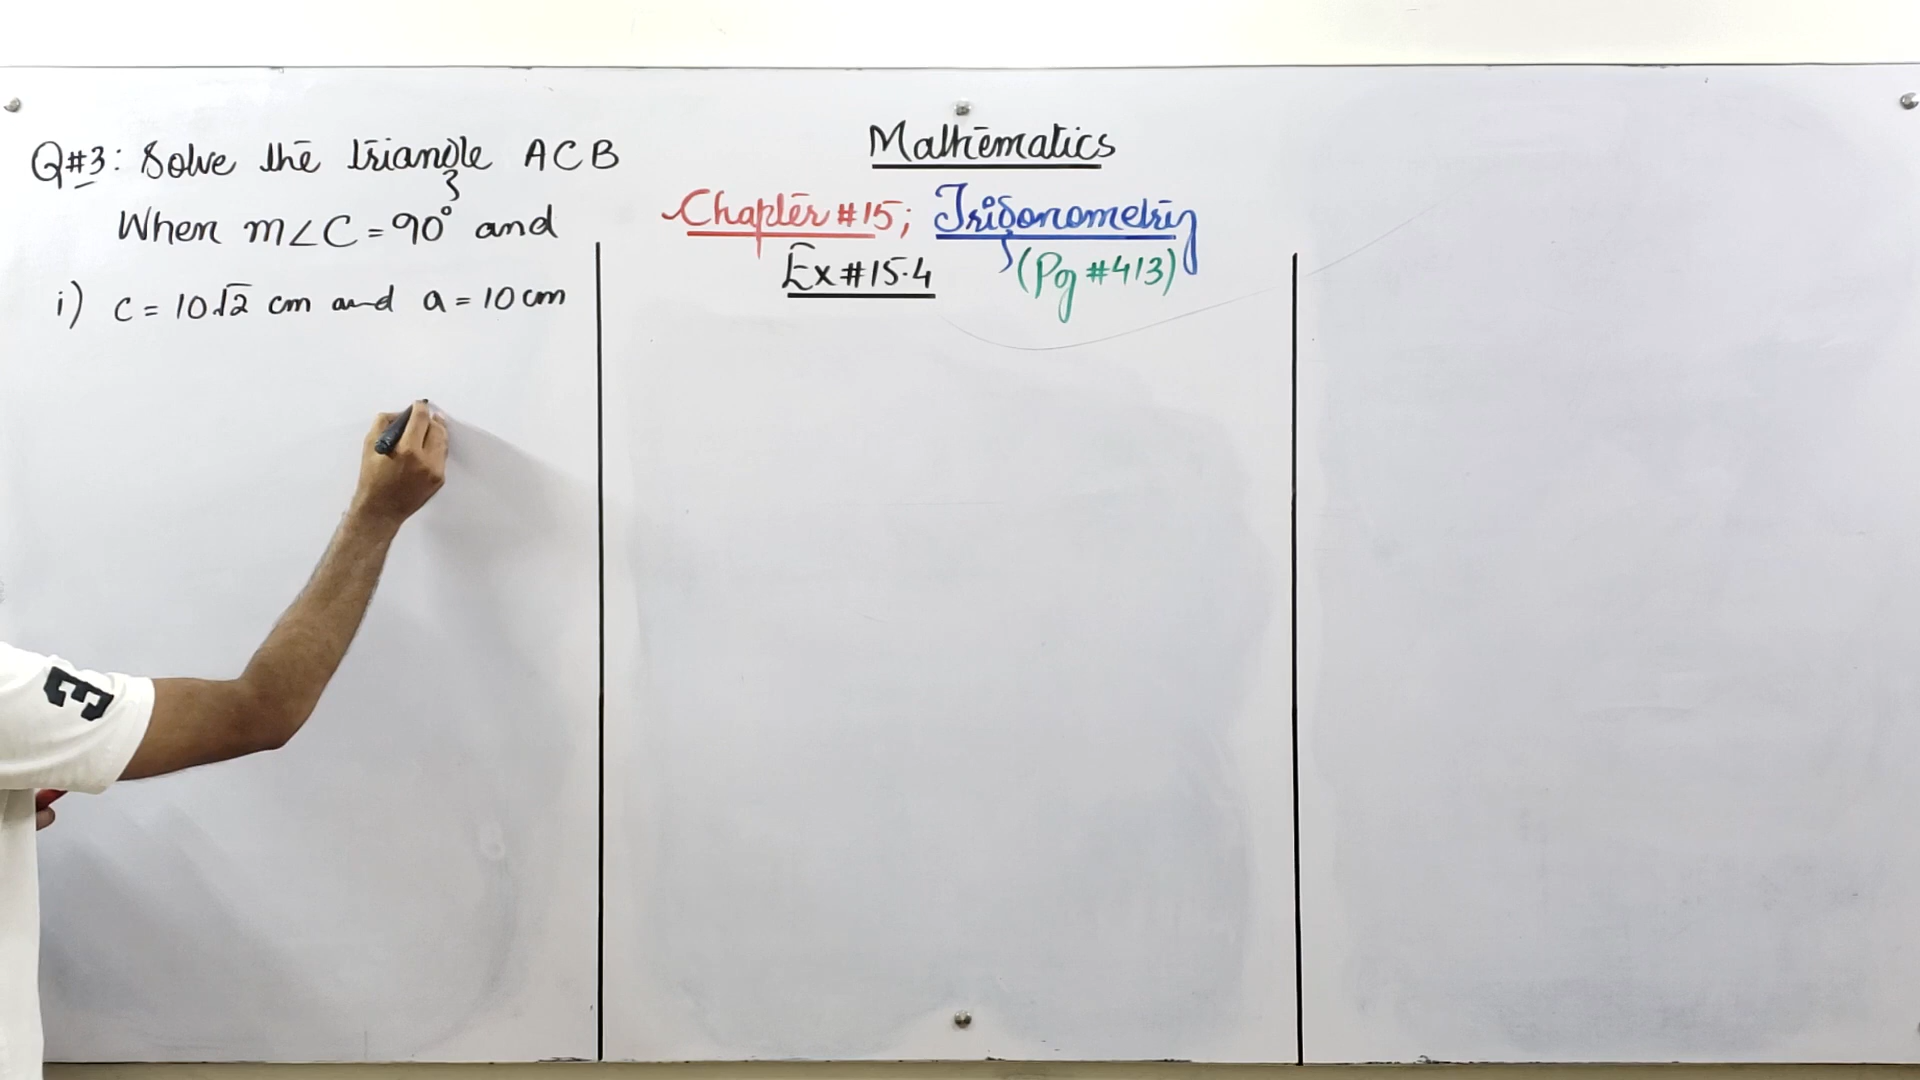 Q#3: Solve the triangle ACB
When m∠C = 90° and
i) c = 10√2 cm and a = 10 cm
Mathematics
Chapter #15; Trigonometry
Ex#15.4 (Pg #413)
3